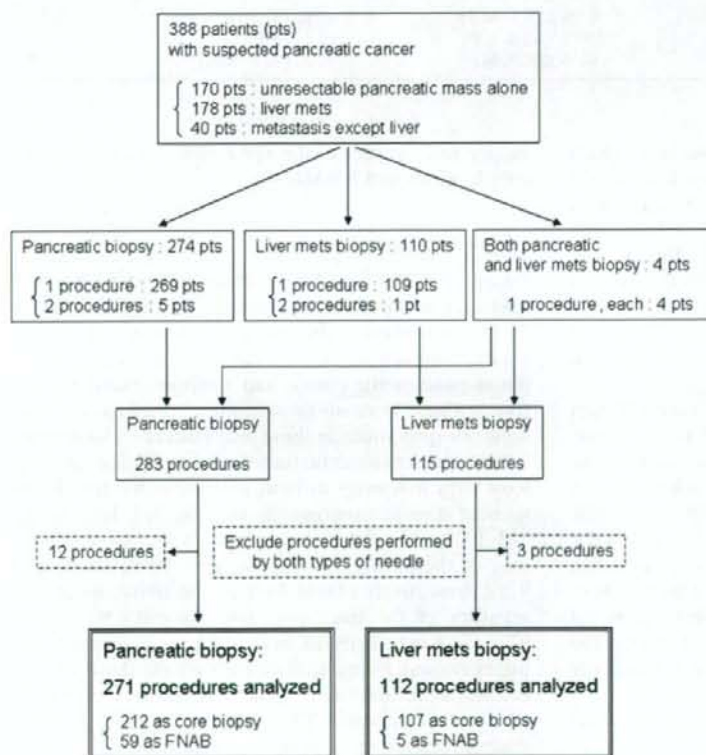 388 patients (pts)
with suspected pancreatic cancer
170 pts : unresectable pancreatic mass alone
178 pts : liver mets
40 pts : metastasis except liver
Pancreatic biopsy : 274 pts
1 procedure : 269 pts
2 procedures : 5 pts
Liver mets biopsy : 110 pts
1 procedure : 109 pts
2 procedures : 1 pt
Both pancreatic
and liver mets biopsy : 4 pts
1 procedure , each : 4 pts
Pancreatic biopsy
283 procedures
Liver mets biopsy
115 procedures
12 procedures
Exclude procedures performed
by both types of needle
3 procedures
Pancreatic biopsy:
271 procedures analyzed
212 as core biopsy
59 as FNAB
Liver mets biopsy:
112 procedures analyzed
107 as core biopsy
5 as FNAB